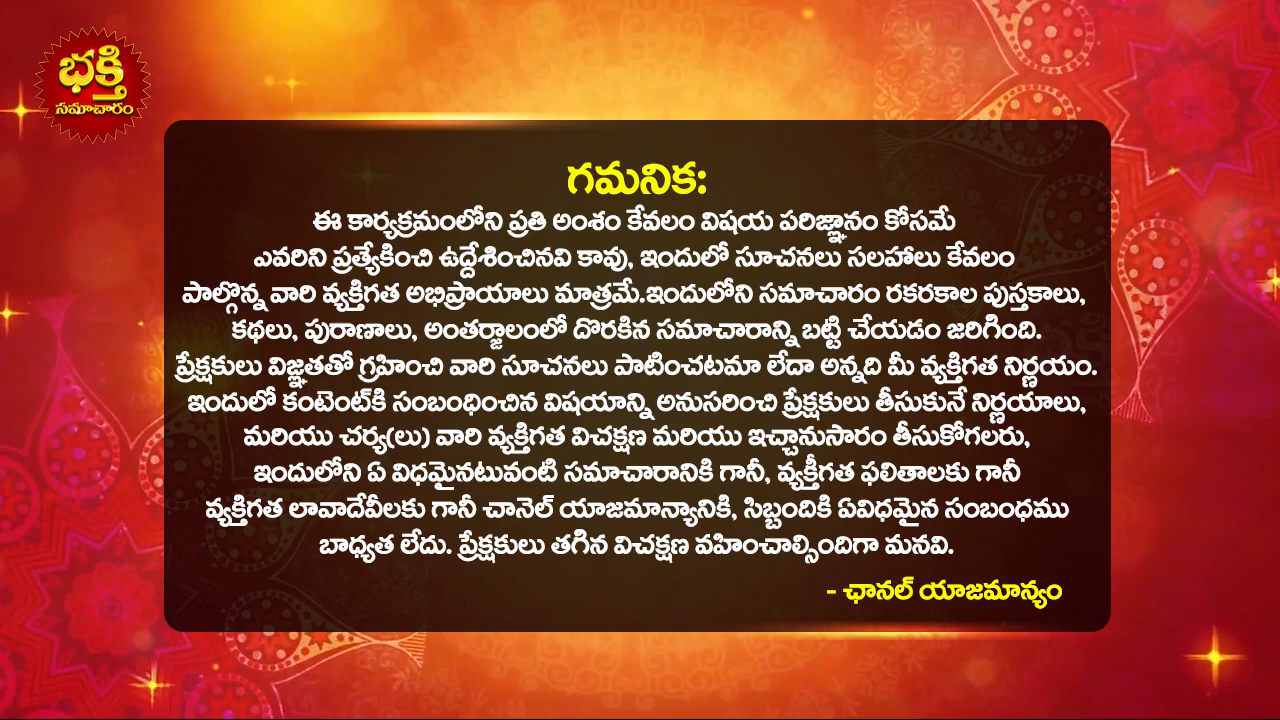 భక్తి
సమాచారం
గమనిక:
ఈ కార్యక్రమంలోని ప్రతి అంశం కేవలం విషయ పరిజ్ఞానం కోసమే
ఎవరిని ప్రత్యేకించి ఉద్దేశించినవి కావు, ఇందులో సూచనలు సలహాలు కేవలం
పాల్గొన్న వారి వ్యక్తిగత అభిప్రాయాలు మాత్రమే.ఇందులోని సమాచారం రకరకాల పుస్తకాలు,
కథలు, పురాణాలు, అంతర్జాలంలో దొరకిన సమాచారాన్ని బట్టి చేయడం జరిగింది.
ప్రేక్షకులు విజ్ఞతతో గ్రహించి వారి సూచనలు పాటించటమా లేదా అన్నది మీ వ్యక్తిగత నిర్ణయం.
ఇందులో కంటెంట్‌కి సంబంధించిన విషయాన్ని అనుసరించి ప్రేక్షకులు తీసుకునే నిర్ణయాలు,
మరియు చర్య(లు) వారి వ్యక్తిగత విచక్షణ మరియు ఇచ్చానుసారం తీసుకోగలరు,
ఇందులోని ఏ విధమైనటువంటి సమాచారానికి గానీ, వ్యక్తీగత ఫలితాలకు గానీ
వ్యక్తిగత లావాదేవీలకు గానీ చానెల్ యాజమాన్యానికి, సిబ్బందికి ఏవిధమైన సంబంధము
బాధ్యత లేదు. ప్రేక్షకులు తగిన విచక్షణ వహించాల్సిందిగా మనవి.
- ఛానల్ యాజమాన్యం